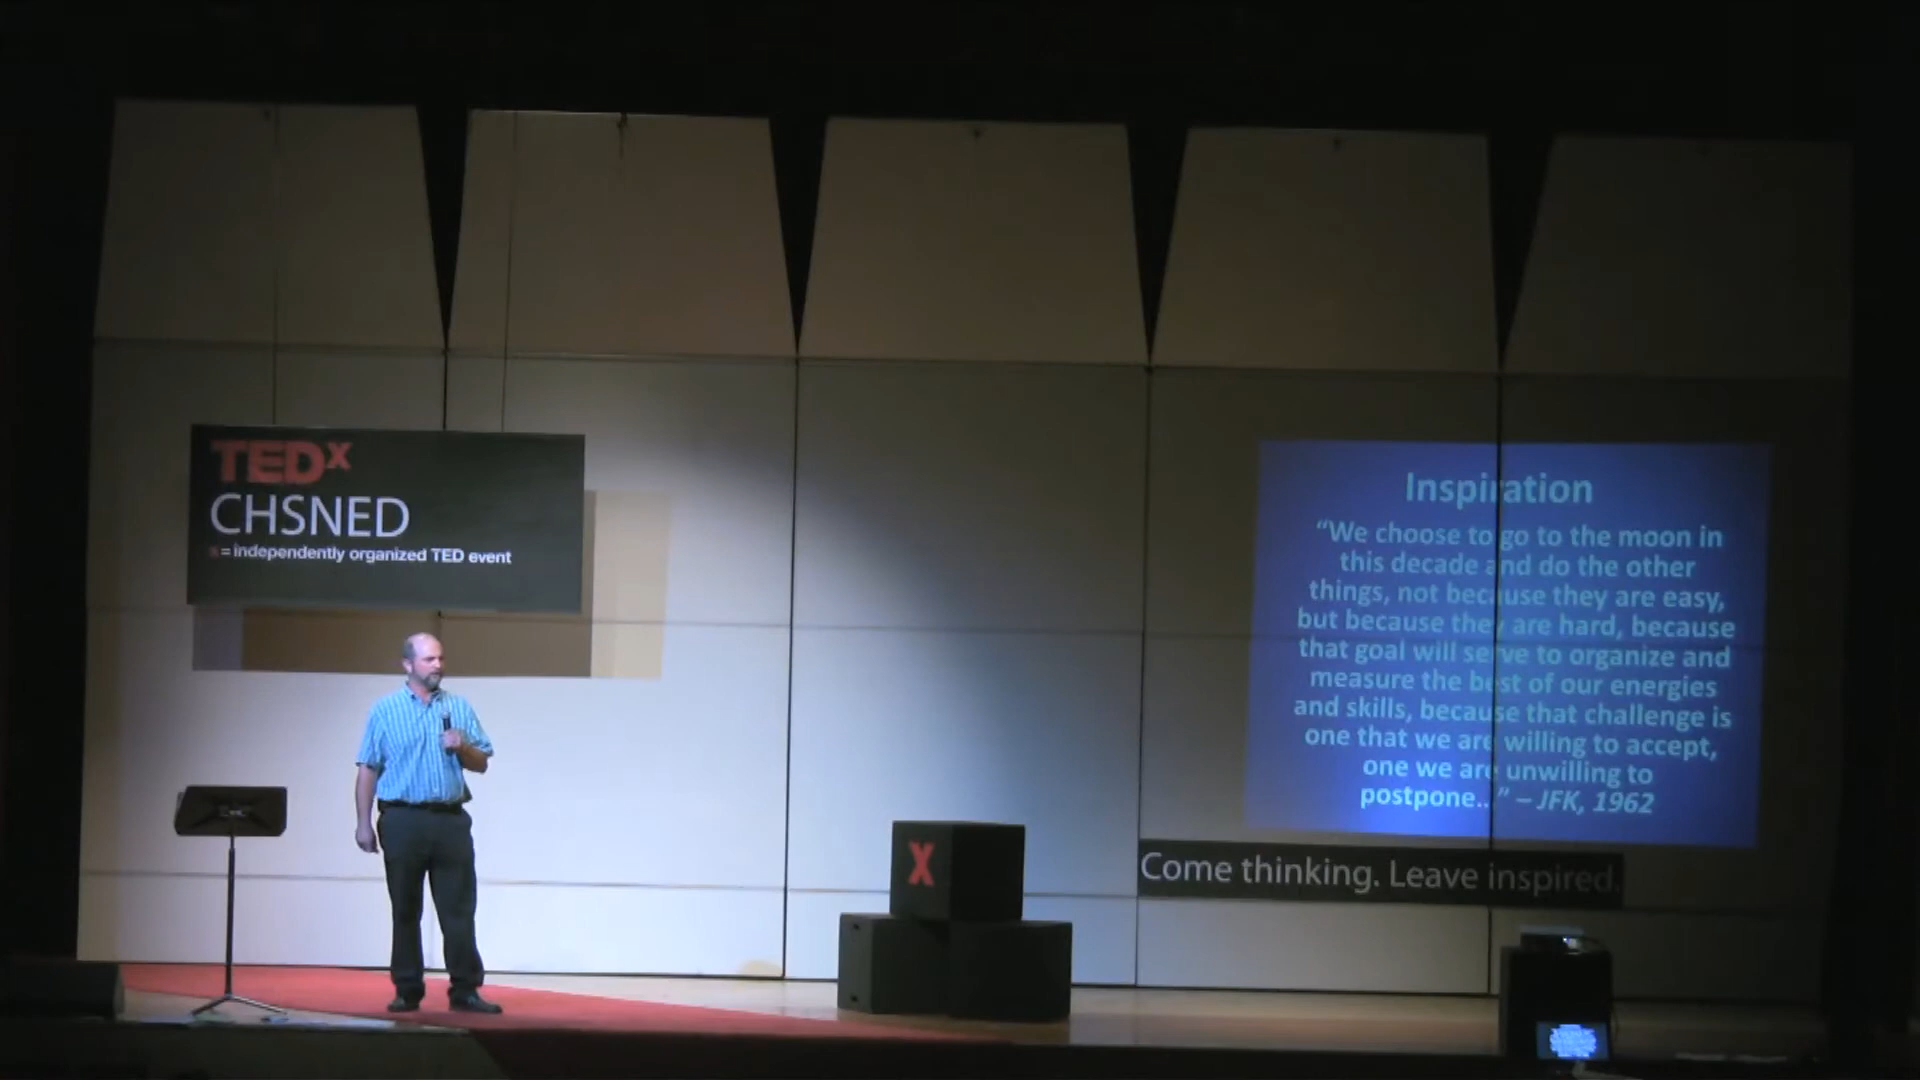 TEDx
CHSNED
x = independently organized TED event
Inspiration
“We choose to go to the moon in
this decade and do the other
things, not because they are easy,
but because they are hard, because
that goal will serve to organize and
measure the best of our energies
and skills, because that challenge is
one that we are willing to accept,
one we are unwilling to
postpone...” – JFK, 1962
X
Come thinking. Leave inspired.